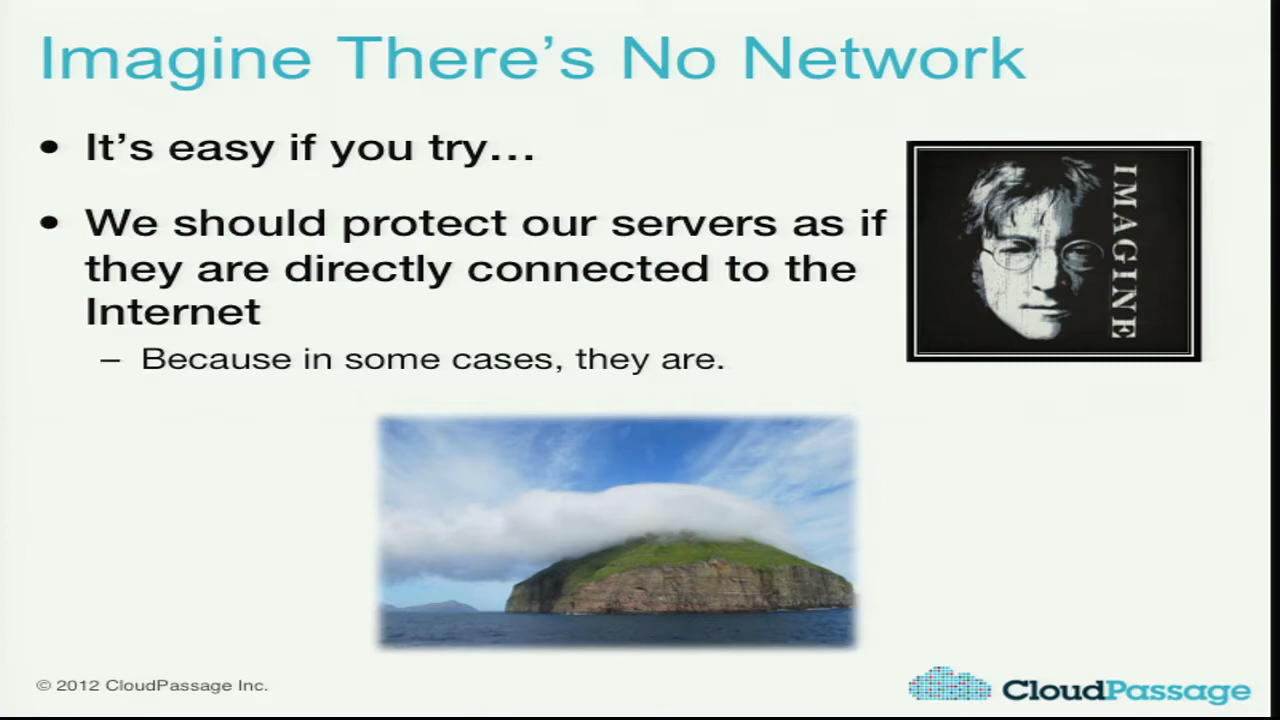 Imagine There's No Network
• It's easy if you try…
• We should protect our servers as if
they are directly connected to the
Internet
– Because in some cases, they are.
IMAGINE
© 2012 CloudPassage Inc.
CloudPassage